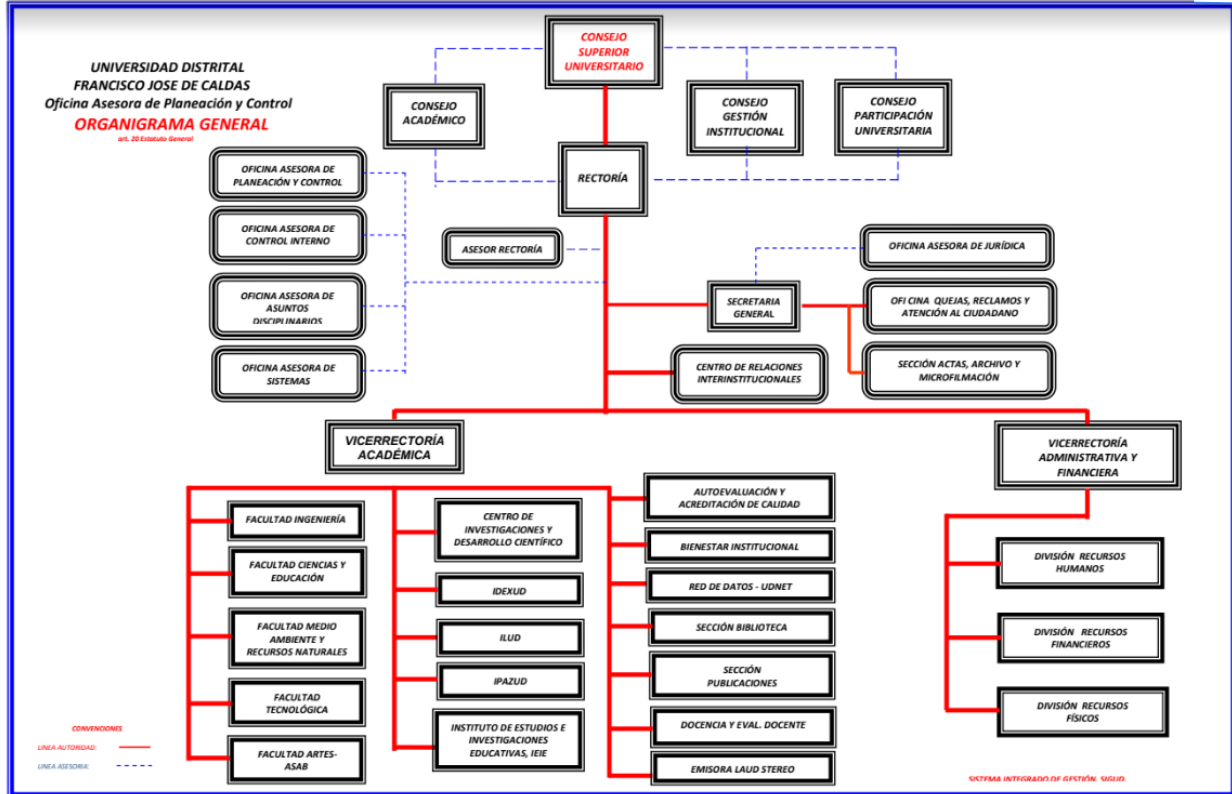 UNIVERSIDAD DISTRITAL
FRANCISCO JOSE DE CALDAS
Oficina Asesora de Planeación y Control
ORGANIGRAMA GENERAL
art. 20 Estatuto General
CONSEJO
SUPERIOR
UNIVERSITARIO
CONSEJO
ACADÉMICO
CONSEJO
GESTIÓN
INSTITUCIONAL
CONSEJO
PARTICIPACIÓN
UNIVERSITARIA
RECTORÍA
OFICINA ASESORA DE
PLANEACIÓN Y CONTROL
OFICINA ASESORA DE
CONTROL INTERNO
OFICINA ASESORA DE
ASUNTOS
DISCIPLINARIOS
OFICINA ASESORA DE
SISTEMAS
ASESOR RECTORÍA
OFICINA ASESORA DE JURÍDICA
SECRETARIA
GENERAL
OFI CINA QUEJAS, RECLAMOS Y
ATENCIÓN AL CIUDADANO
CENTRO DE RELACIONES
INTERINSTITUCIONALES
SECCIÓN ACTAS, ARCHIVO Y
MICROFILMACIÓN
VICERRECTORÍA
ACADÉMICA
VICERRECTORÍA
ADMINISTRATIVA Y
FINANCIERA
FACULTAD INGENIERÍA
FACULTAD CIENCIAS Y
EDUCACIÓN
FACULTAD MEDIO
AMBIENTE Y
RECURSOS NATURALES
FACULTAD
TECNOLÓGICA
FACULTAD ARTES-
ASAB
CENTRO DE
INVESTIGACIONES Y
DESARROLLO CIENTÍFICO
IDEXUD
ILUD
IPAZUD
INSTITUTO DE ESTUDIOS E
INVESTIGACIONES
EDUCATIVAS, IEIE
AUTOEVALUACIÓN Y
ACREDITACIÓN DE CALIDAD
BIENESTAR INSTITUCIONAL
RED DE DATOS - UDNET
SECCIÓN BIBLIOTECA
SECCIÓN
PUBLICACIONES
DOCENCIA Y EVAL. DOCENTE
EMISORA LAUD STEREO
DIVISIÓN RECURSOS
HUMANOS
DIVISIÓN RECURSOS
FINANCIEROS
DIVISIÓN RECURSOS
FÍSICOS
CONVENCIONES
LINEA AUTORIDAD:
LINEA ASESORIA:
SISTEMA INTEGRADO DE GESTIÓN. SIGUD.